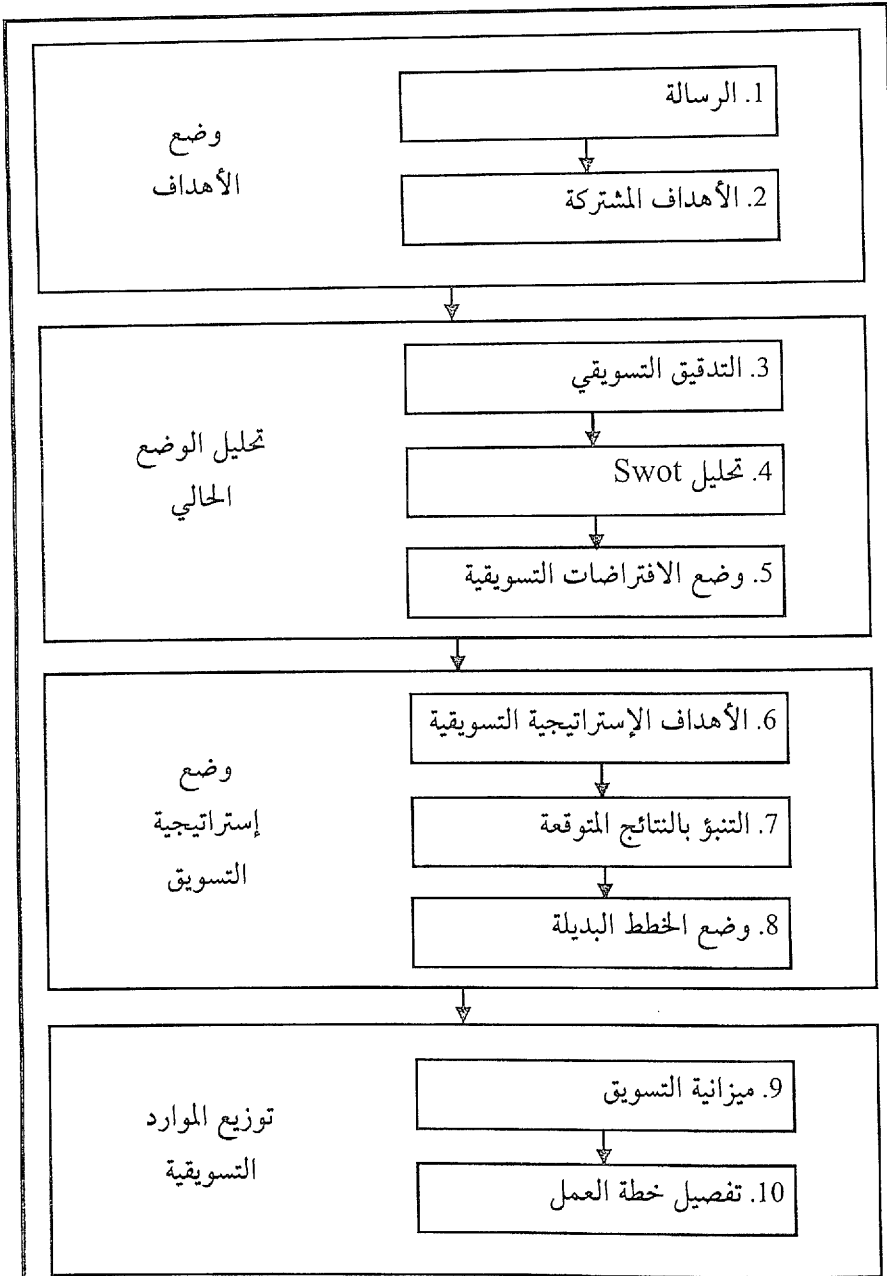 وضع
الأهداف
1. الرسالة
2. الأهداف المشتركة
تحليل الوضع
الحالي
3. التدقيق التسويقي
4. تحليل Swot
5. وضع الافتراضات التسويقية
وضع
إستراتيجية
التسويق
6. الأهداف الإستراتيجية التسويقية
7. التنبؤ بالنتائج المتوقعة
8. وضع الخطط البديلة
توزيع الموارد
التسويقية
9. ميزانية التسويق
10. تفصيل خطة العمل